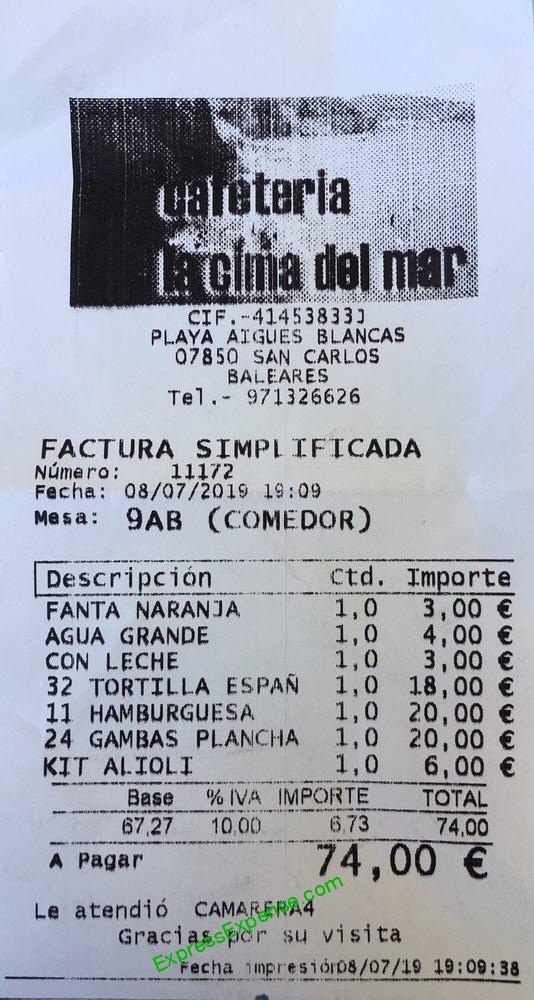 cafeteria
la cima del mar
CIF.-41453833J
PLAYA AIGUES BLANCAS
07850 SAN CARLOS
BALEARES
Tel.- 971326626
FACTURA SIMPLIFICADA
Número: 11172
Fecha: 08/07/2019 19:09
Mesa: 9AB (COMEDOR)
Descripción Ctd. Importe
FANTA NARANJA 1,0 3,00 €
AGUA GRANDE 1,0 4,00 €
CON LECHE 1,0 3,00 €
32 TORTILLA ESPAÑ 1,0 18,00 €
11 HAMBURGUESA 1,0 20,00 €
24 GAMBAS PLANCHA 1,0 20,00 €
KIT ALIOLI 1,0 6,00 €
Base % IVA IMPORTE TOTAL
67,27 10,00 6,73 74,00
A Pagar 74,00 €
Le atendió CAMARERA4
Gracias por su visita
ExpressExpense.com
Fecha impresión08/07/19 19:09:38